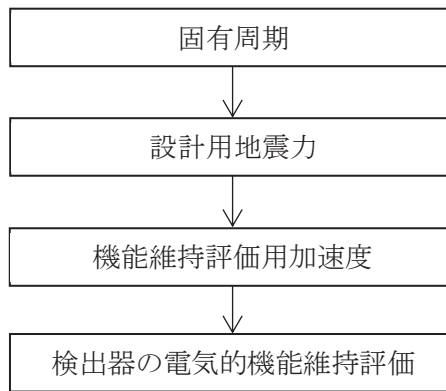 固有周期
設計用地震力
機能維持評価用加速度
検出器の電気的機能維持評価